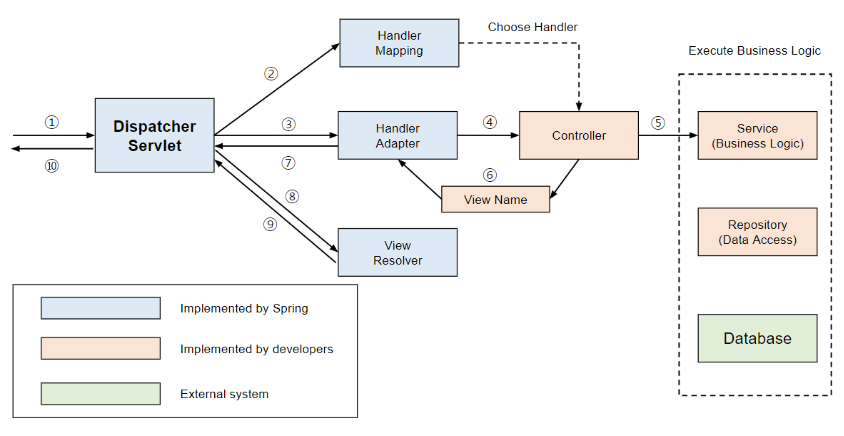 Handler
Mapping
Choose Handler
Execute Business Logic
①
②
Dispatcher
Servlet
③
Handler
Adapter
④
Controller
⑤
Service
(Business Logic)
⑩
⑦
⑥
View Name
⑧
⑨
View
Resolver
Repository
(Data Access)
Implemented by Spring
Implemented by developers
External system
Database